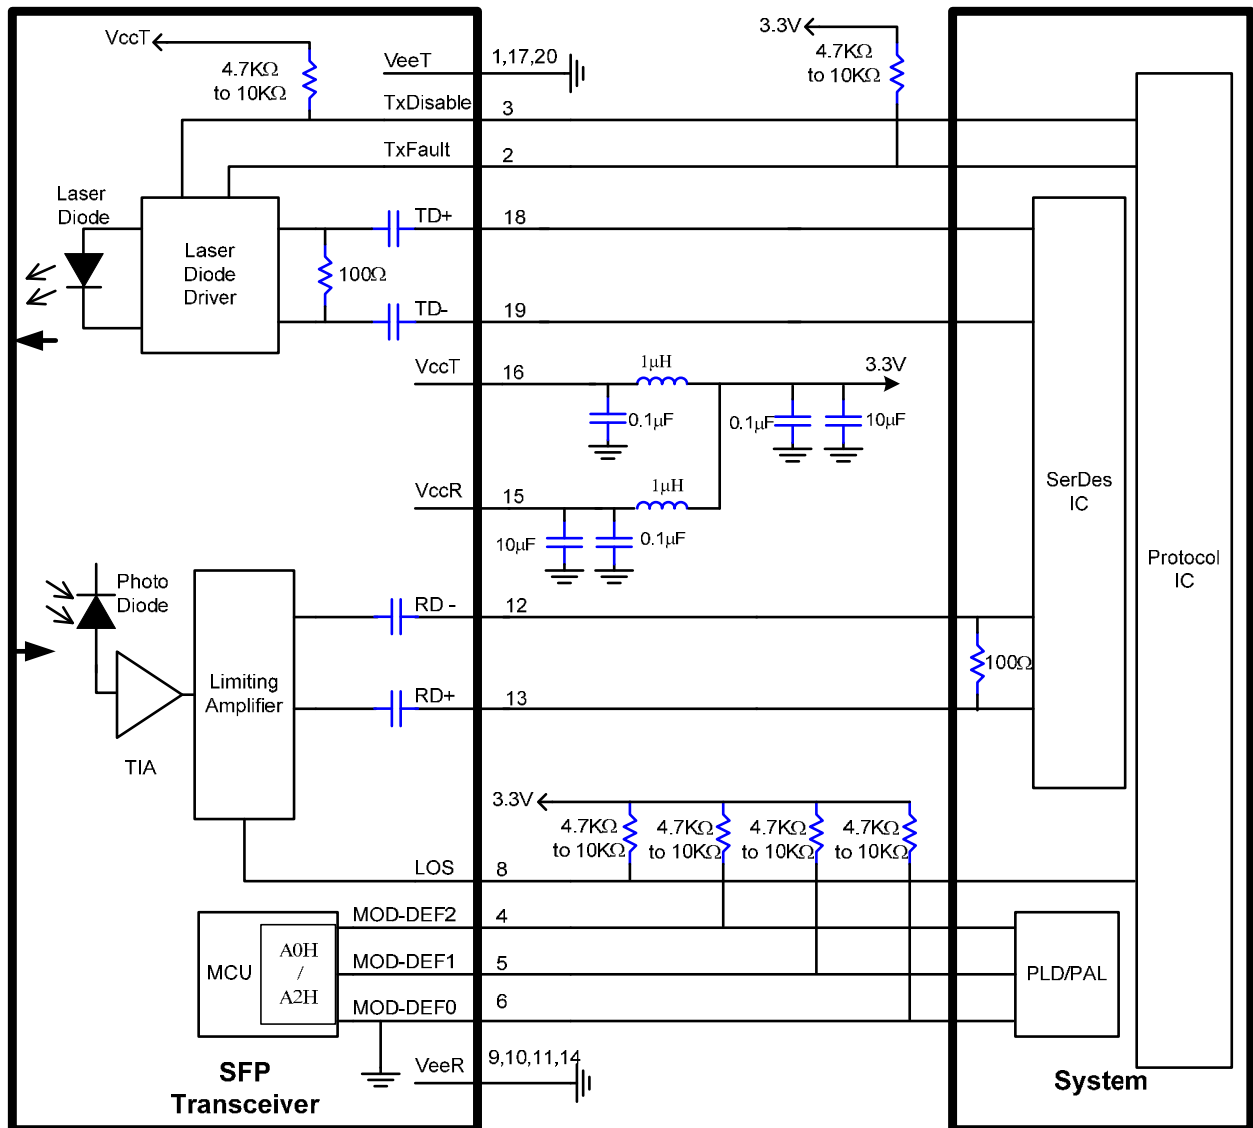 VccT
4.7KΩ
to 10KΩ
VeeT
1,17,20
3.3V
4.7KΩ
to 10KΩ
TxDisable
3
TxFault
2
Laser
Diode
Laser
Diode
Driver
TD+
18
100Ω
TD-
19
VccT
16
1μH
3.3V
0.1μF
0.1μF
10μF
VccR
15
1μH
10μF
0.1μF
SerDes
IC
Protocol
IC
Photo
Diode
RD -
12
Limiting
Amplifier
RD+
13
100Ω
TIA
3.3V
4.7KΩ
to 10KΩ
4.7KΩ
to 10KΩ
4.7KΩ
to 10KΩ
4.7KΩ
to 10KΩ
LOS
8
MOD-DEF2
4
MCU
A0H
/
A2H
MOD-DEF1
5
PLD/PAL
MOD-DEF0
6
VeeR
9,10,11,14
SFP
Transceiver
System